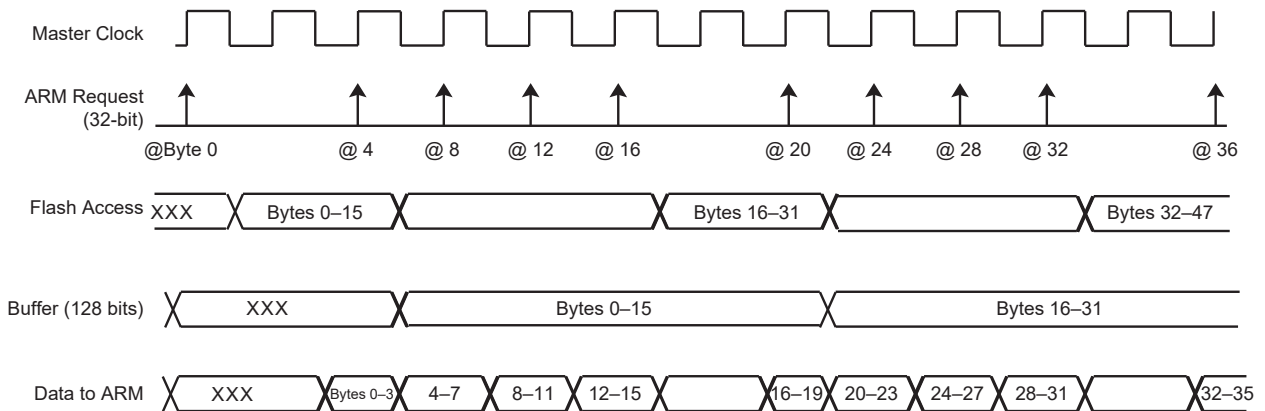 Master Clock
ARM Request
(32-bit)
@Byte 0 @ 4 @ 8 @ 12 @ 16 @ 20 @ 24 @ 28 @ 32 @ 36
Flash Access XXX Bytes 0–15 Bytes 16–31 Bytes 32–47
Buffer (128 bits) XXX Bytes 0–15 Bytes 16–31
Data to ARM XXX Bytes 0–3 4–7 8–11 12–15 16–19 20–23 24–27 28–31 32–35